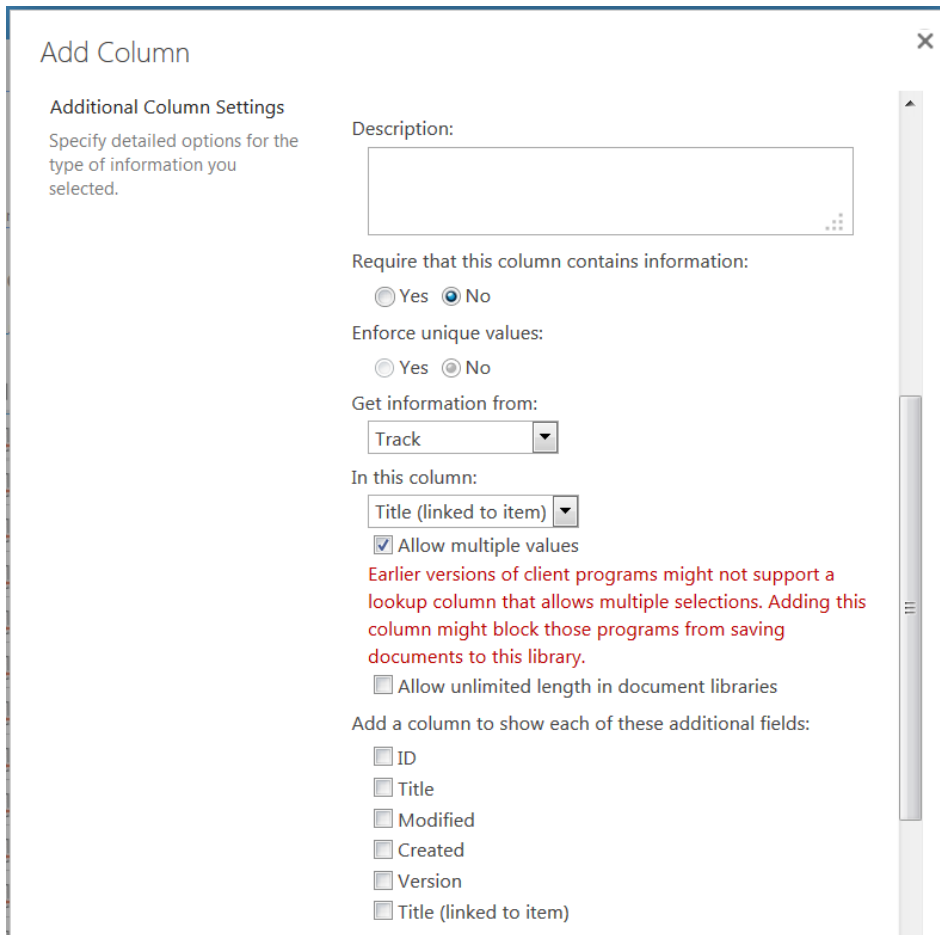 Add Column
Additional Column Settings
Specify detailed options for the
type of information you
selected.
Description:
Require that this column contains information:
Yes No
Enforce unique values:
Yes No
Get information from:
Track
In this column:
Title (linked to item)
Allow multiple values
Earlier versions of client programs might not support a
lookup column that allows multiple selections. Adding this
column might block those programs from saving
documents to this library.
Allow unlimited length in document libraries
Add a column to show each of these additional fields:
ID
Title
Modified
Created
Version
Title (linked to item)